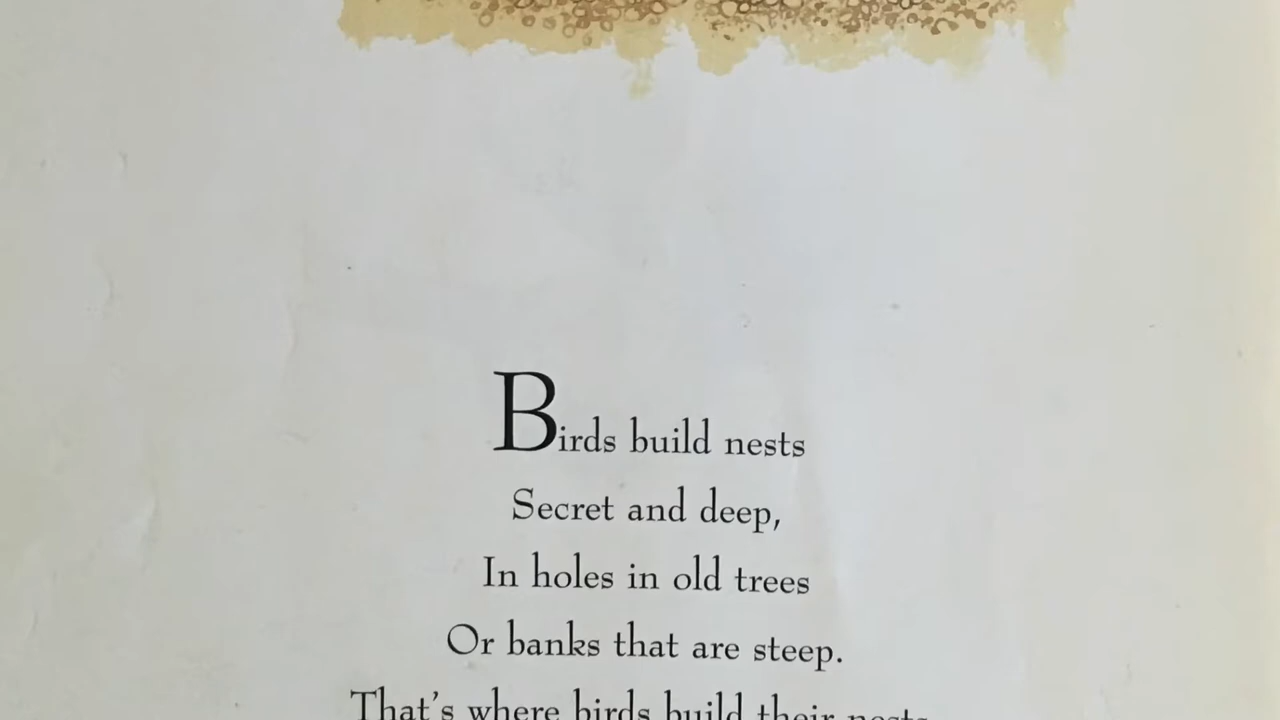 Birds build nests
Secret and deep,
In holes in old trees
Or banks that are steep.
That's where birds build their nests